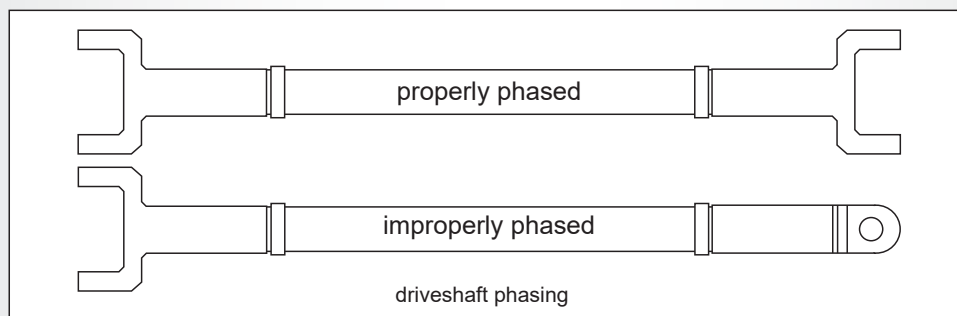 properly phased
improperly phased
driveshaft phasing